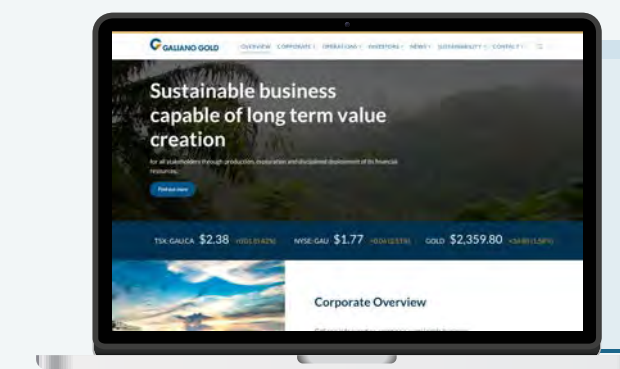 GALIANO GOLD
OVERVIEW CORPORATE OPERATIONS INVESTORS NEWS SUSTAINABILITY CONTACT
Sustainable business
capable of long term value
creation
for all stakeholders through production, exploration and disciplined deployment of its financial
resources.
Find out more
TSX: GAU.CA $2.38 NYSE: GAU $1.77 GOLD $2,359.80
Corporate Overview